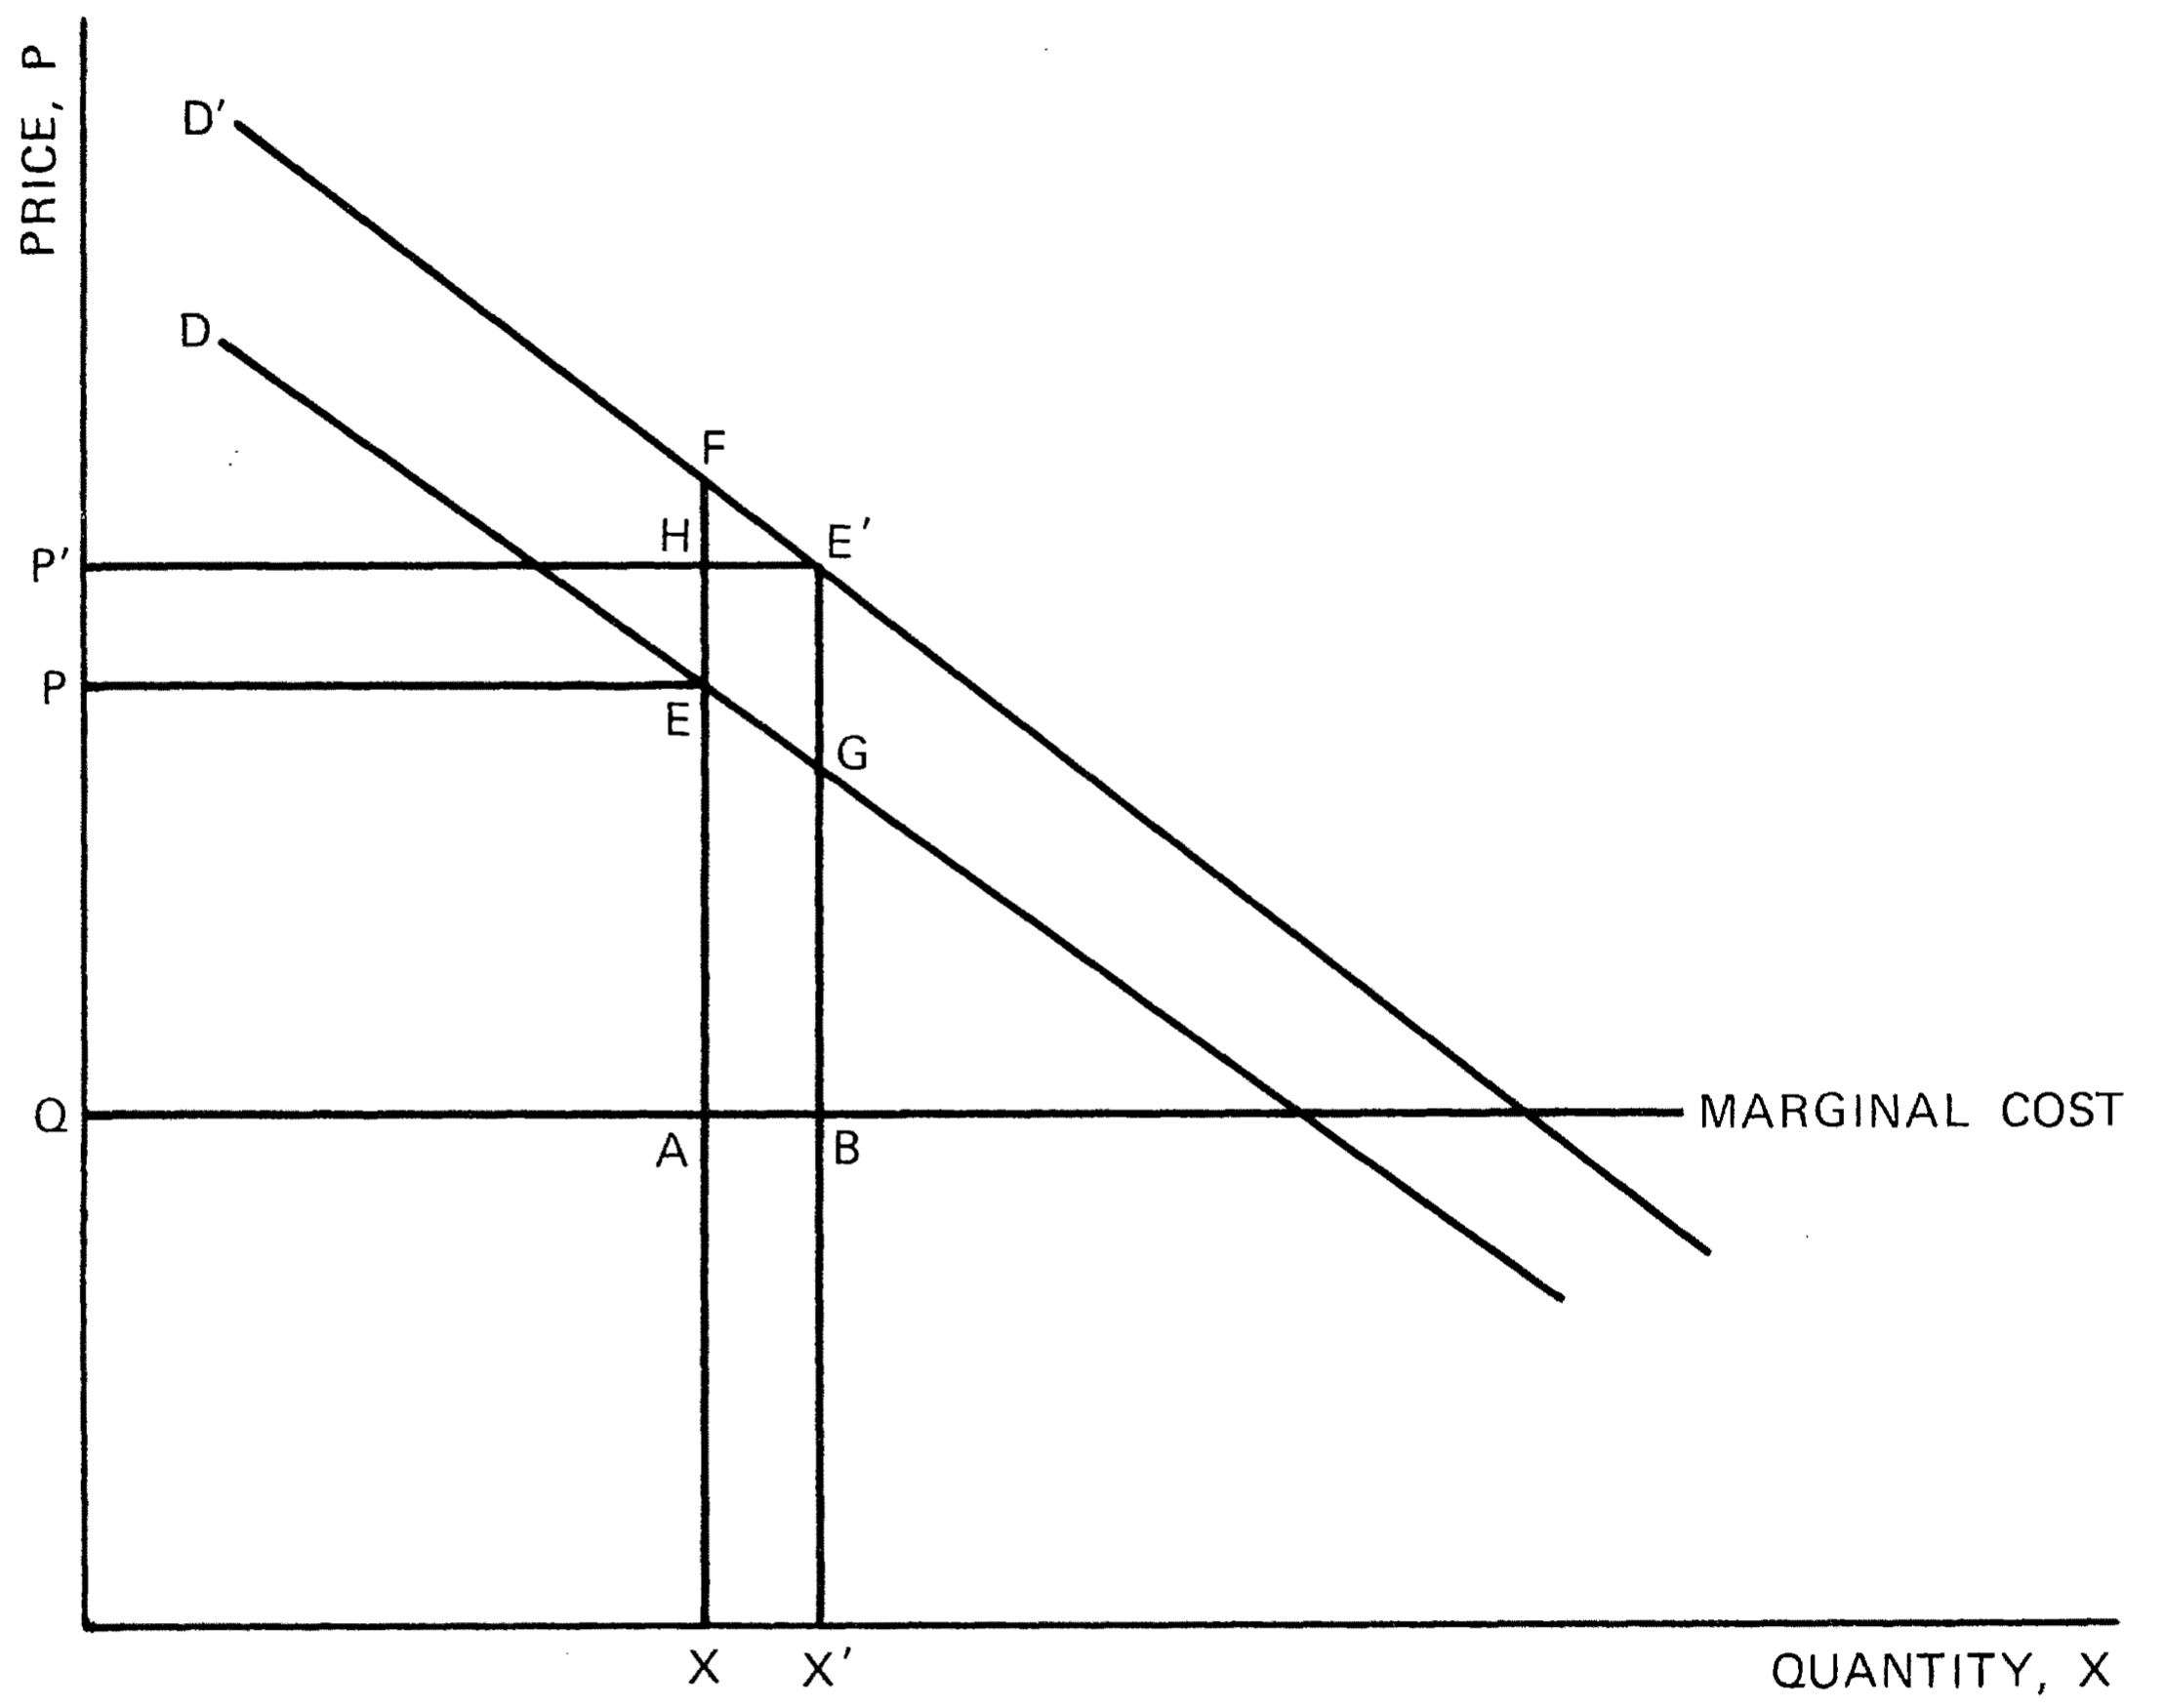 PRICE, P
D'
D
F
H
E'
P'
P
E
G
Q
MARGINAL COST
A
B
X
X'
QUANTITY, X